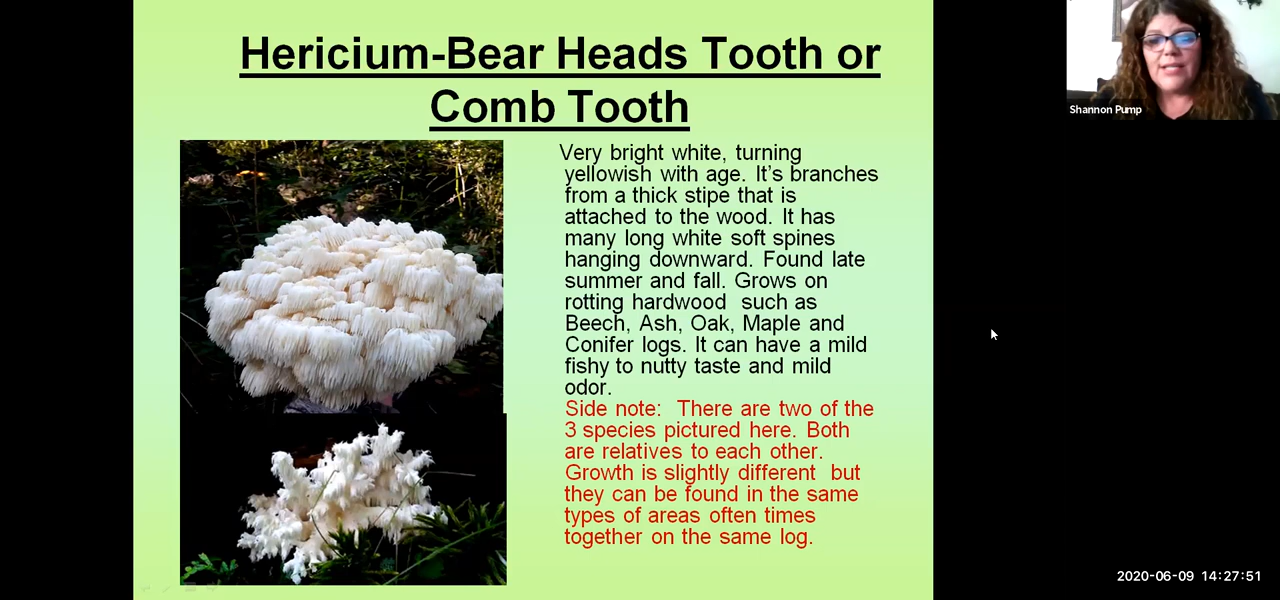 Hericium-Bear Heads Tooth or
Comb Tooth
Very bright white, turning
yellowish with age. It's branches
from a thick stipe that is
attached to the wood. It has
many long white soft spines
hanging downward. Found late
summer and fall. Grows on
rotting hardwood  such as
Beech, Ash, Oak, Maple and
Conifer logs. It can have a mild
fishy to nutty taste and mild
odor.
Side note:  There are two of the
3 species pictured here. Both
are relatives to each other.
Growth is slightly different  but
they can be found in the same
types of areas often times
together on the same log.
Shannon Pump
2020-06-09 14:27:51